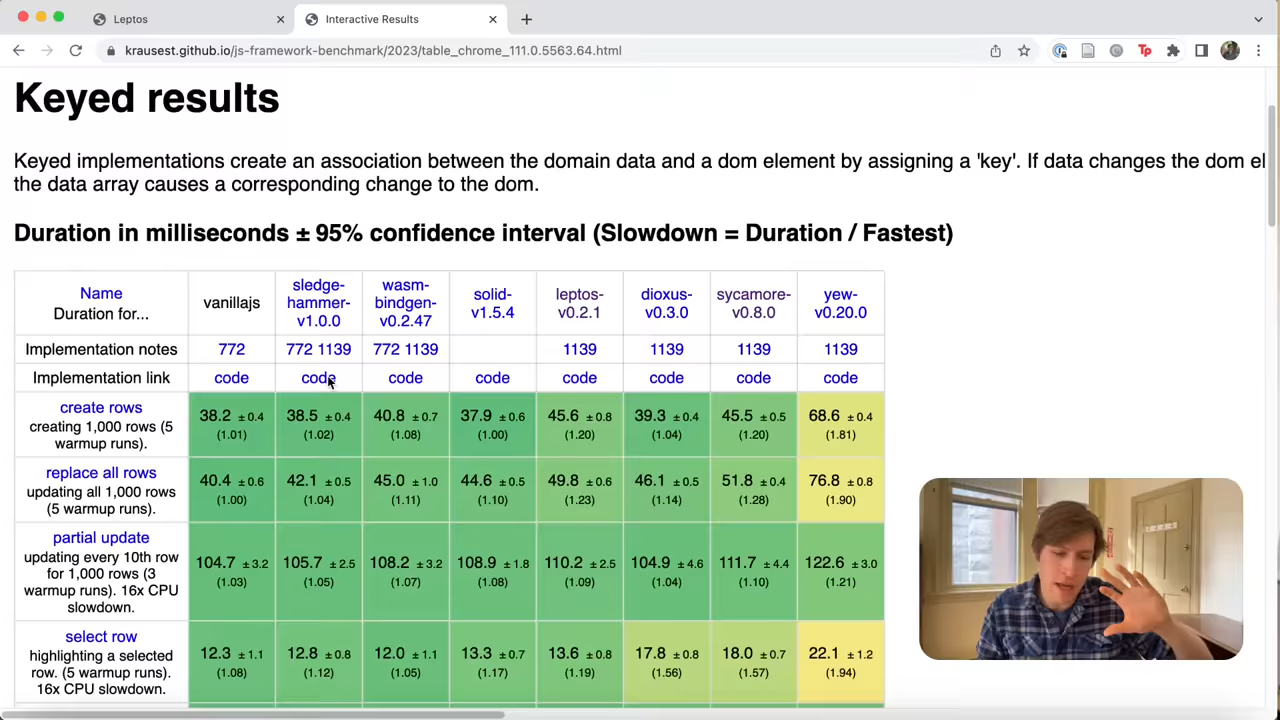 Leptos
Interactive Results
krausest.github.io/js-framework-benchmark/2023/table_chrome_111.0.5563.64.html
Keyed results
Keyed implementations create an association between the domain data and a dom element by assigning a 'key'. If data changes the dom el
the data array causes a corresponding change to the dom.
Duration in milliseconds ± 95% confidence interval (Slowdown = Duration / Fastest)
Name
Duration for...
vanillajs
sledge-
hammer-
v1.0.0
wasm-
bindgen-
v0.2.47
solid-
v1.5.4
leptos-
v0.2.1
dioxus-
v0.3.0
sycamore-
v0.8.0
yew-
v0.20.0
Implementation notes
772
772 1139
772 1139
1139
1139
1139
1139
Implementation link
code
code
code
code
code
code
code
code
create rows
creating 1,000 rows (5
warmup runs).
38.2 ± 0.4
(1.01)
38.5 ± 0.4
(1.02)
40.8 ± 0.7
(1.08)
37.9 ± 0.6
(1.00)
45.6 ± 0.8
(1.20)
39.3 ± 0.4
(1.04)
45.5 ± 0.5
(1.20)
68.6 ± 0.4
(1.81)
replace all rows
updating all 1,000 rows
(5 warmup runs).
40.4 ± 0.6
(1.00)
42.1 ± 0.5
(1.04)
45.0 ± 1.0
(1.11)
44.6 ± 0.5
(1.10)
49.8 ± 0.6
(1.23)
46.1 ± 0.5
(1.14)
51.8 ± 0.4
(1.28)
76.8 ± 0.8
(1.90)
partial update
updating every 10th row
for 1,000 rows (3
warmup runs). 16x CPU
slowdown.
104.7 ± 3.2
(1.03)
105.7 ± 2.5
(1.05)
108.2 ± 3.2
(1.07)
108.9 ± 1.8
(1.08)
110.2 ± 2.5
(1.09)
104.9 ± 4.6
(1.04)
111.7 ± 4.4
(1.10)
122.6 ± 3.0
(1.21)
select row
highlighting a selected
row. (5 warmup runs).
16x CPU slowdown.
12.3 ± 1.1
(1.08)
12.8 ± 0.8
(1.12)
12.0 ± 1.1
(1.05)
13.3 ± 0.7
(1.17)
13.6 ± 0.8
(1.19)
17.8 ± 0.8
(1.56)
18.0 ± 0.7
(1.57)
22.1 ± 1.2
(1.94)